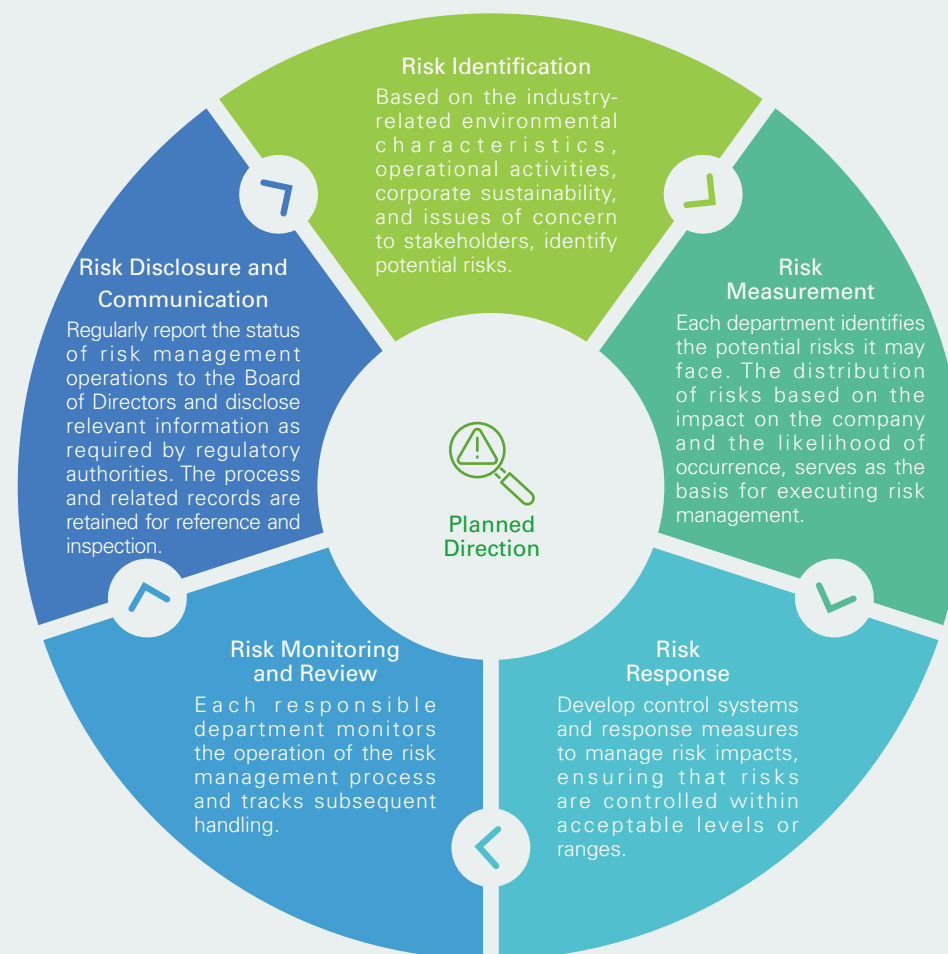 Risk Identification
Based on the industry-
related environmental
characteristics,
operational activities,
corporate sustainability,
and issues of concern
to stakeholders, identify
potential risks.
Risk
Measurement
Each department identifies
the potential risks it may
face. The distribution
of risks based on the
impact on the company
and the likelihood of
occurrence, serves as the
basis for executing risk
management.
Risk
Response
Develop control systems
and response measures
to manage risk impacts,
ensuring that risks
are controlled within
acceptable levels or
ranges.
Risk Monitoring
and Review
Each responsible
department monitors
the operation of the risk
management process
and tracks subsequent
handling.
Risk Disclosure and
Communication
Regularly report the status
of risk management
operations to the Board
of Directors and disclose
relevant information as
required by regulatory
authorities. The process
and related records are
retained for reference and
inspection.
Planned
Direction